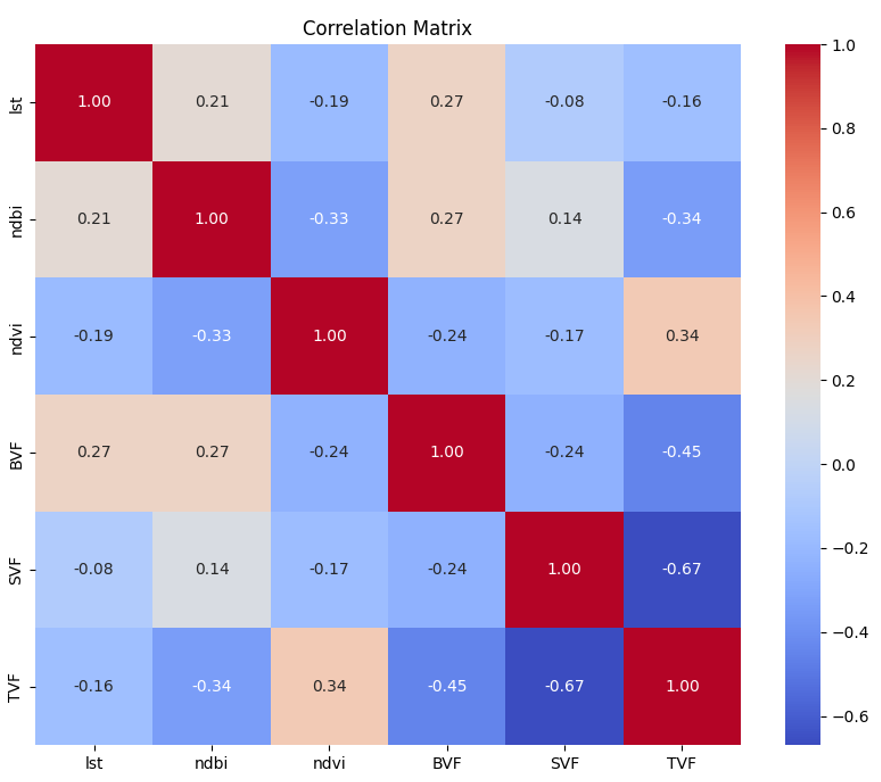 Correlation Matrix
lst 1.00 0.21 -0.19 0.27 -0.08 -0.16
ndbi 0.21 1.00 -0.33 0.27 0.14 -0.34
ndvi -0.19 -0.33 1.00 -0.24 -0.17 0.34
BVF 0.27 0.27 -0.24 1.00 -0.24 -0.45
SVF -0.08 0.14 -0.17 -0.24 1.00 -0.67
TVF -0.16 -0.34 0.34 -0.45 -0.67 1.00
lst ndbi ndvi BVF SVF TVF
1.0
0.8
0.6
0.4
0.2
0.0
−0.2
−0.4
−0.6